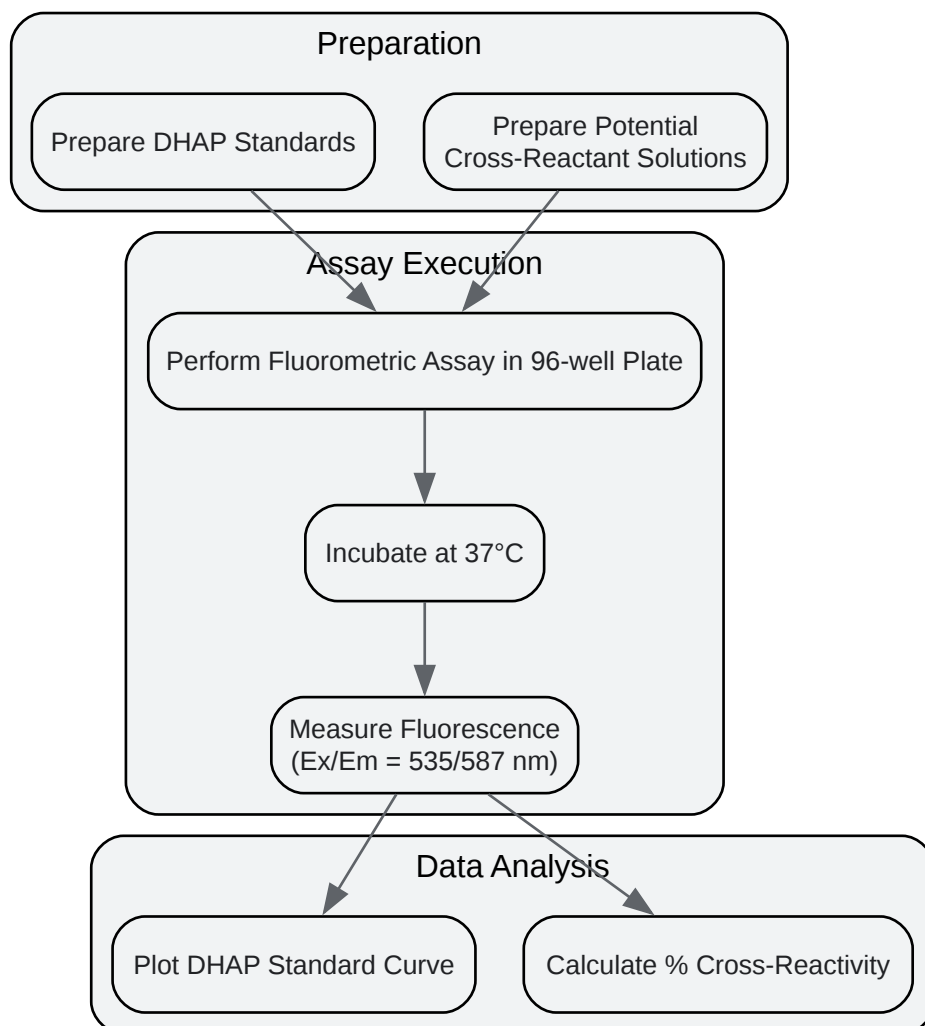 Preparation
Prepare DHAP Standards
Prepare Potential
Cross-Reactant Solutions
Assay Execution
Perform Fluorometric Assay in 96-well Plate
Incubate at 37°C
Measure Fluorescence
(Ex/Em = 535/587 nm)
Data Analysis
Plot DHAP Standard Curve
Calculate % Cross-Reactivity